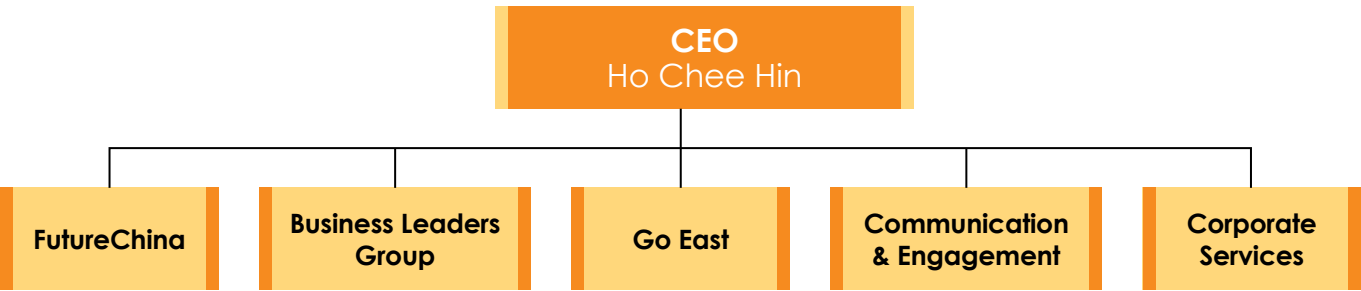 CEO
Ho Chee Hin
FutureChina
Business Leaders
Group
Go East
Communication
& Engagement
Corporate
Services